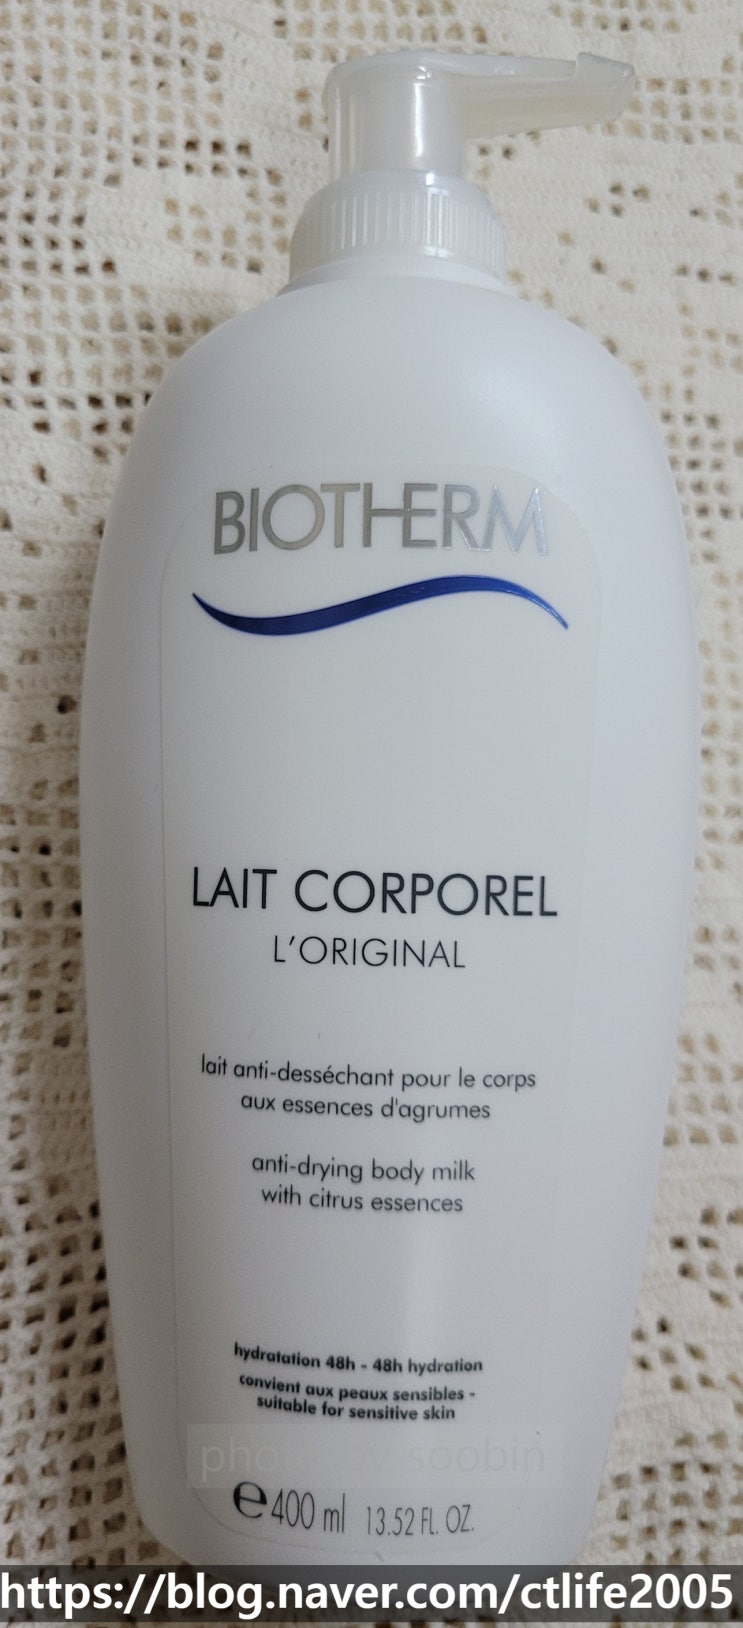 BIOTHERM
LAIT CORPOREL
L'ORIGINAL
lait anti-desséchant pour le corps
aux essences d'agrumes
anti-drying body milk
with citrus essences
hydratation 48h - 48h hydration
convient aux peaux sensibles -
suitable for sensitive skin
photo by soobin
e 400 ml 13.52 FL. OZ.
https://blog.naver.com/ctlife2005